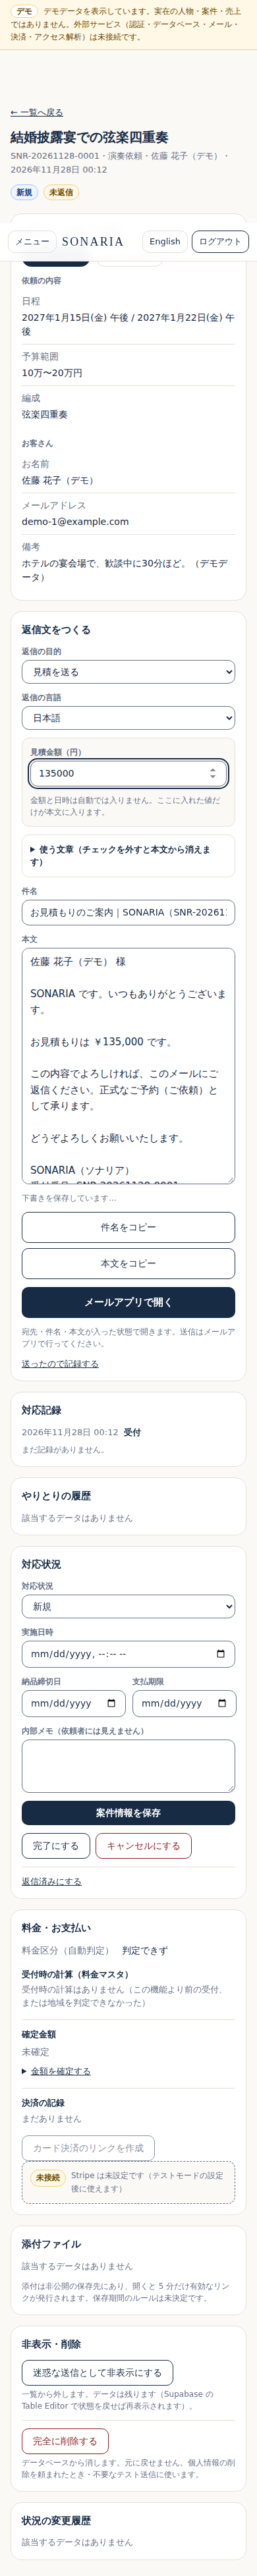 デモ デモデータを表示しています。実在の人物・案件・売上
ではありません。外部サービス（認証・データベース・メール・
決済・アクセス解析）は未接続です。
← 一覧へ戻る
結婚披露宴での弦楽四重奏
SNR-20261128-0001・演奏依頼・佐藤 花子（デモ）・
2026年11月28日 00:12
新規 未返信
メニュー SONARIA English ログアウト
依頼の内容
日程
2027年1月15日(金) 午後 / 2027年1月22日(金) 午
後
予算範囲
10万〜20万円
編成
弦楽四重奏
お客さん
お名前
佐藤 花子（デモ）
メールアドレス
demo-1@example.com
備考
ホテルの宴会場で、歓談中に30分ほど。（デモデ
ータ）
返信文をつくる
返信の目的
見積を送る
返信の言語
日本語
見積金額（円）
135000
金額と日時は自動では入りません。ここに入れた値だ
けが本文に入ります。
▶ 使う文章（チェックを外すと本文から消えま
す）
件名
お見積もりのご案内｜SONARIA（SNR-202611
本文
佐藤 花子（デモ） 様
SONARIA です。いつもありがとうございま
す。
お見積もりは ￥135,000 です。
この内容でよろしければ、このメールにご
返信ください。正式なご予約（ご依頼）と
して承ります。
どうぞよろしくお願いいたします。
SONARIA（ソナリア）
下書きを保存しています…
件名をコピー
本文をコピー
メールアプリで開く
宛先・件名・本文が入った状態で開きます。送信はメールア
プリで行ってください。
送ったので記録する
対応記録
2026年11月28日 00:12 受付
まだ記録がありません。
やりとりの履歴
該当するデータはありません
対応状況
対応状況
新規
実施日時
mm/dd/yyyy, --:-- --
納品締切日 支払期限
mm/dd/yyyy mm/dd/yyyy
内部メモ（依頼者には見えません）
案件情報を保存
完了にする キャンセルにする
返信済みにする
料金・お支払い
料金区分（自動判定） 判定できず
受付時の計算（料金マスタ）
受付時の計算はありません（この機能より前の受付、
または地域を判定できなかった）
確定金額
未確定
▶ 金額を確定する
決済の記録
まだありません
カード決済のリンクを作成
未接続 Stripe は未設定です（テストモードの設定
後に使えます）
添付ファイル
該当するデータはありません
添付は非公開の保存先にあり、開くと 5 分だけ有効なリン
クが発行されます。保存期間のルールは未決定です。
非表示・削除
迷惑な送信として非表示にする
一覧から外します。データは残ります（Supabase の
Table Editor で状態を戻せば再表示されます）。
完全に削除する
データベースから消します。元に戻せません。個人情報の削
除を頼まれたとき・不要なテスト送信に使います。
状況の変更履歴
該当するデータはありません